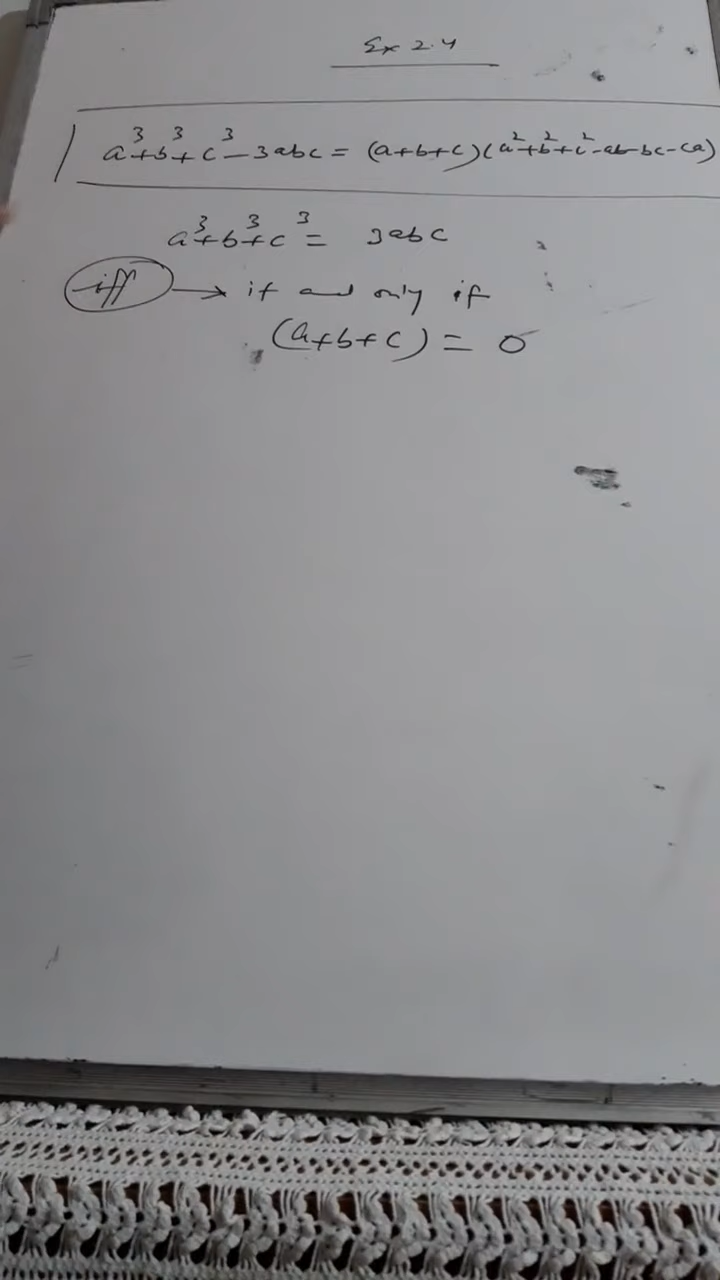 Ex 2.4
a³+b³+c³-3abc = (a+b+c)(a²+b²+c²-ab-bc-ca)
a³+b³+c³ = 3abc
iff → if and only if
(a+b+c) = 0